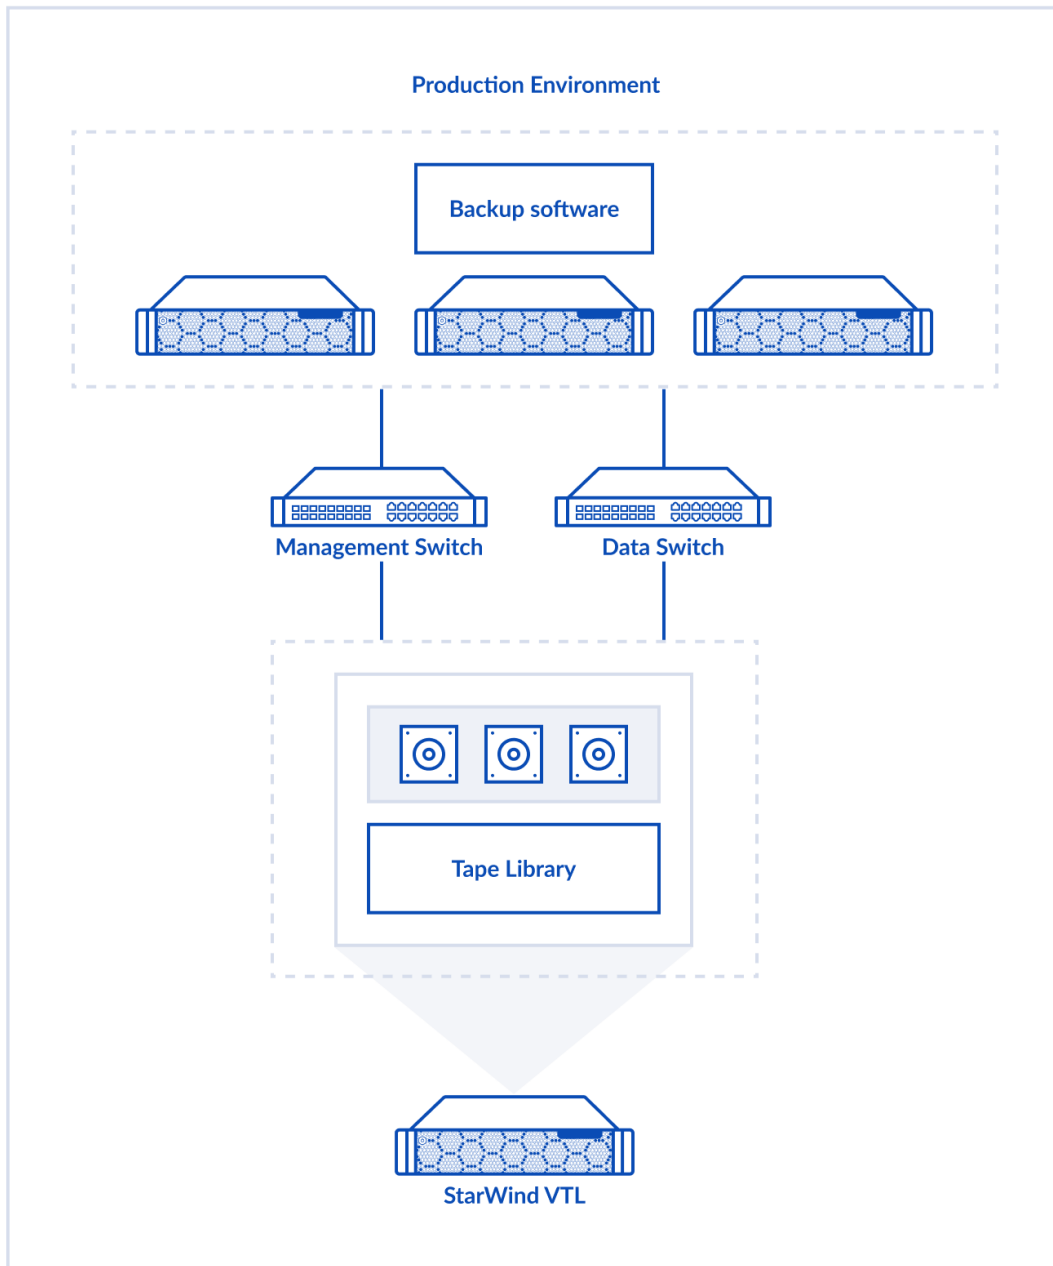 Production Environment
Backup software
Management Switch
Data Switch
Tape Library
StarWind VTL